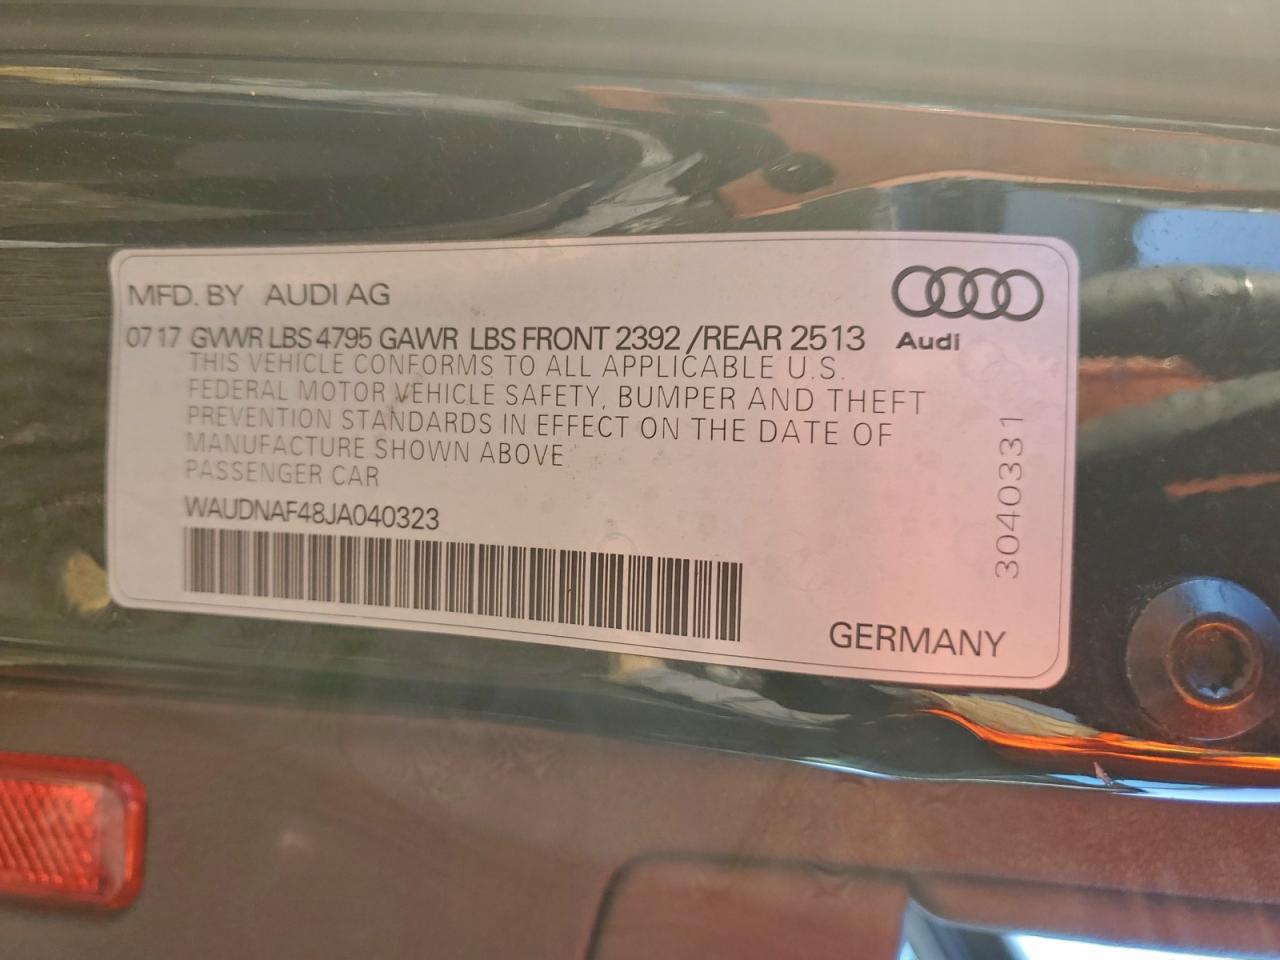 MFD. BY AUDI AG
07 17 GVWR LBS 4795 GAWR LBS FRONT 2392 /REAR 2513
Audi
THIS VEHICLE CONFORMS TO ALL APPLICABLE U.S.
FEDERAL MOTOR VEHICLE SAFETY, BUMPER AND THEFT
PREVENTION STANDARDS IN EFFECT ON THE DATE OF
MANUFACTURE SHOWN ABOVE
PASSENGER CAR
WAUDNAF48JA040323
3040331
GERMANY